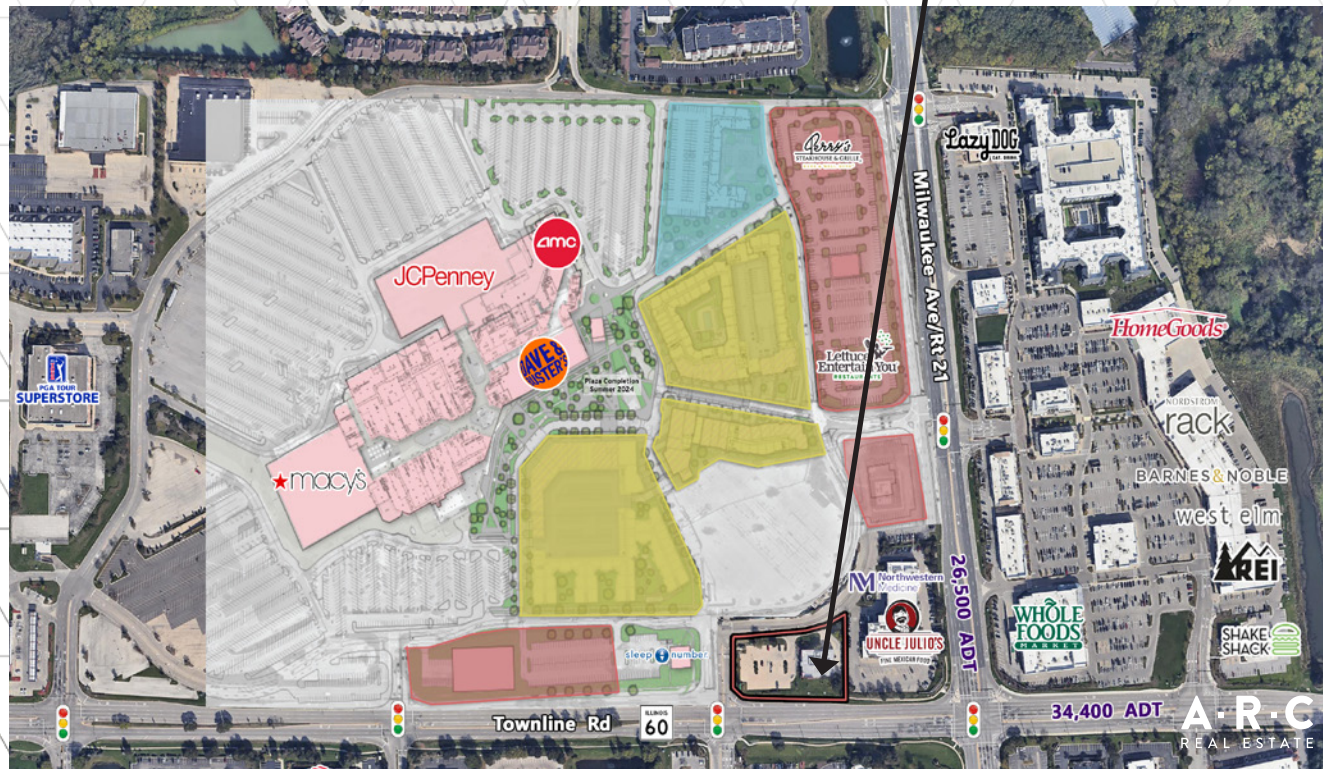 Lazy DOG
EAT. DRINK.
Perry's
STEAKHOUSE & GRILLE
amc
JCPenney
Milwaukee Ave/Rt 21
HomeGoods
PGA TOUR
SUPERSTORE
DAVE &
BUSTER'S
Plaza Completion
Summer 2024
Lettuce
Entertain You
RESTAURANTS
NORDSTROM
rack
macy's
BARNES & NOBLE
west elm
REI
26,500 ADT
NM Northwestern
Medicine
UNCLE JULIO'S
FINE MEXICAN FOOD
WHOLE
FOODS
MARKET
SHAKE
SHACK
sleep number
Townline Rd
ILLINOIS
60
34,400 ADT
A·R·C
REAL ESTATE